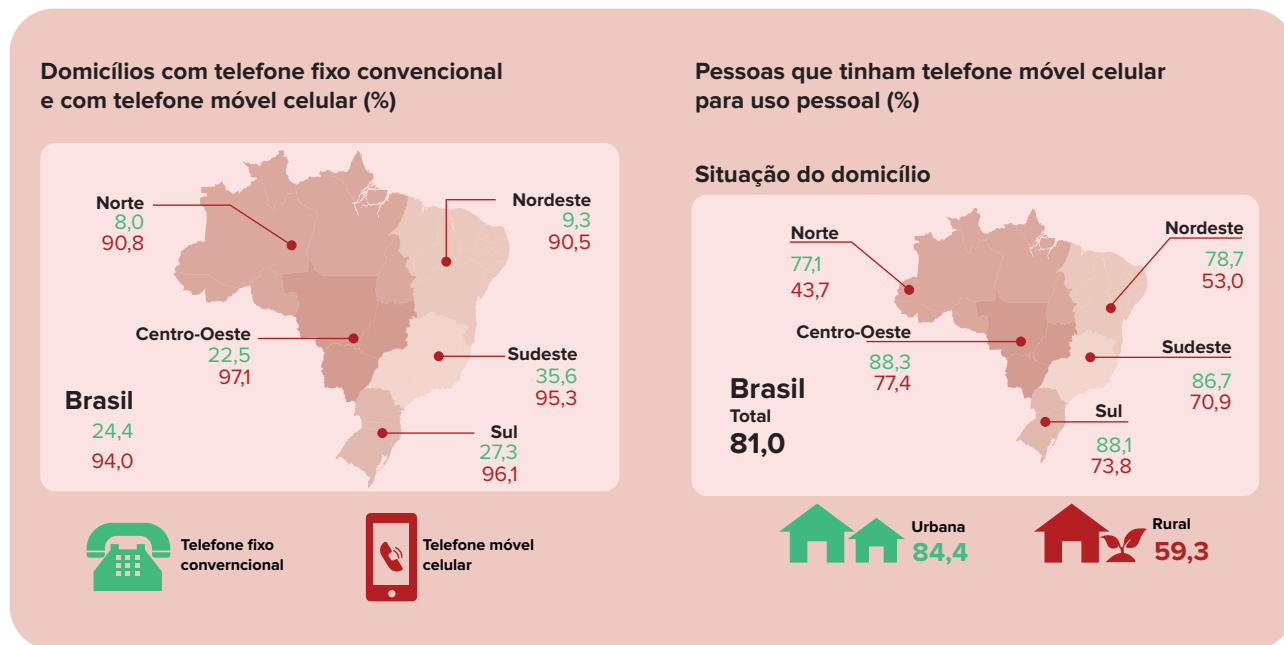 Domicílios com telefone fixo convencional
e com telefone móvel celular (%)
Norte
8,0
90,8
Nordeste
9,3
90,5
Centro-Oeste
22,5
97,1
Sudeste
35,6
95,3
Brasil
24,4
94,0
Sul
27,3
96,1
Telefone fixo
converncional
Telefone móvel
celular
Pessoas que tinham telefone móvel celular
para uso pessoal (%)
Situação do domicílio
Norte
77,1
43,7
Nordeste
78,7
53,0
Centro-Oeste
88,3
77,4
Sudeste
86,7
70,9
Brasil
Total
81,0
Sul
88,1
73,8
Urbana
84,4
Rural
59,3